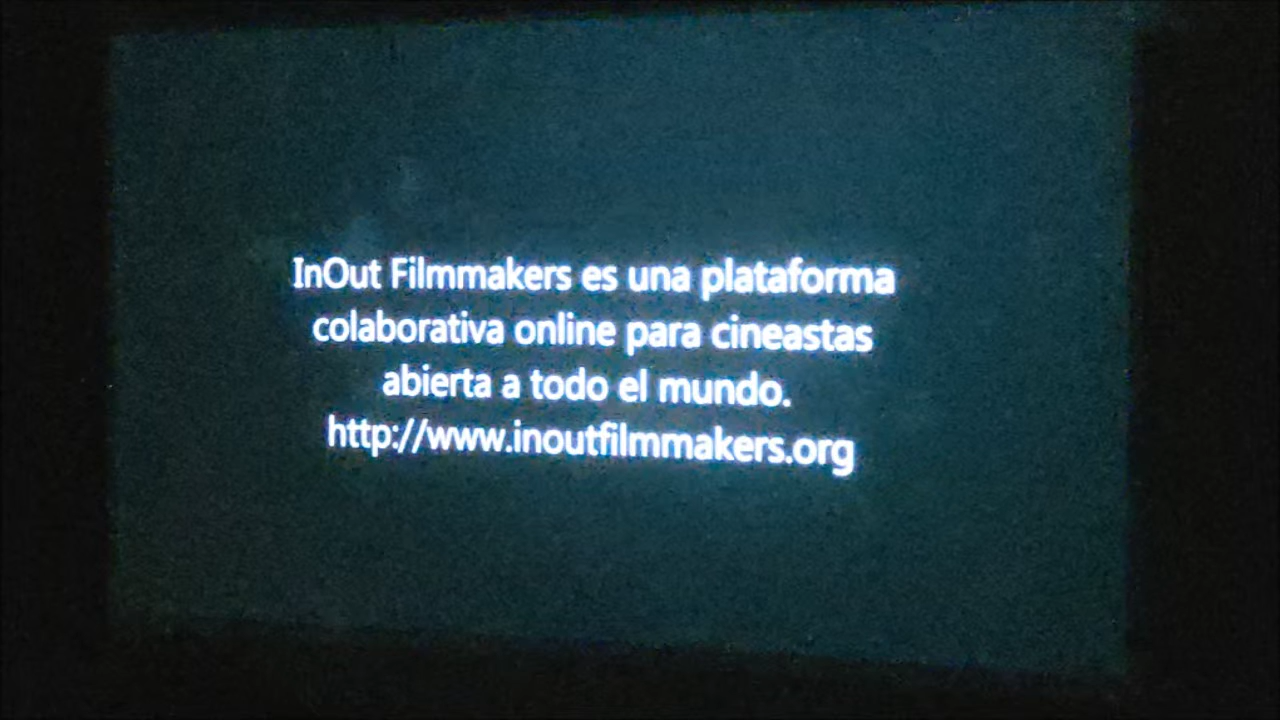 InOut Filmmakers es una plataforma
colaborativa online para cineastas
abierta a todo el mundo.
http://www.inoutfilmmakers.org